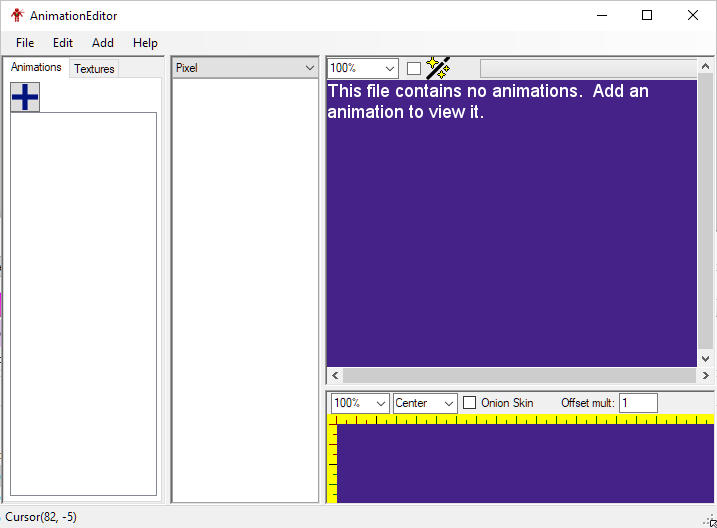 AnimationEditor
File Edit Add Help
Animations Textures
Pixel
100%
This file contains no animations.  Add an
animation to view it.
100% Center Onion Skin Offset mult: 1
Cursor(82, -5)